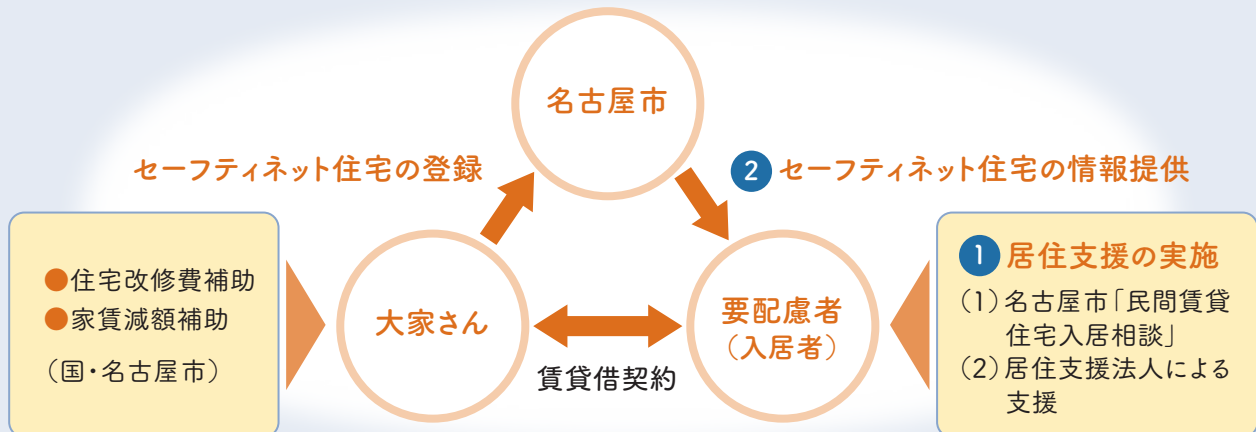 名古屋市
セーフティネット住宅の登録
2 セーフティネット住宅の情報提供
●住宅改修費補助
●家賃減額補助
（国・名古屋市）
大家さん
賃貸借契約
要配慮者
（入居者）
1 居住支援の実施
（1）名古屋市「民間賃貸
住宅入居相談」
（2）居住支援法人による
支援